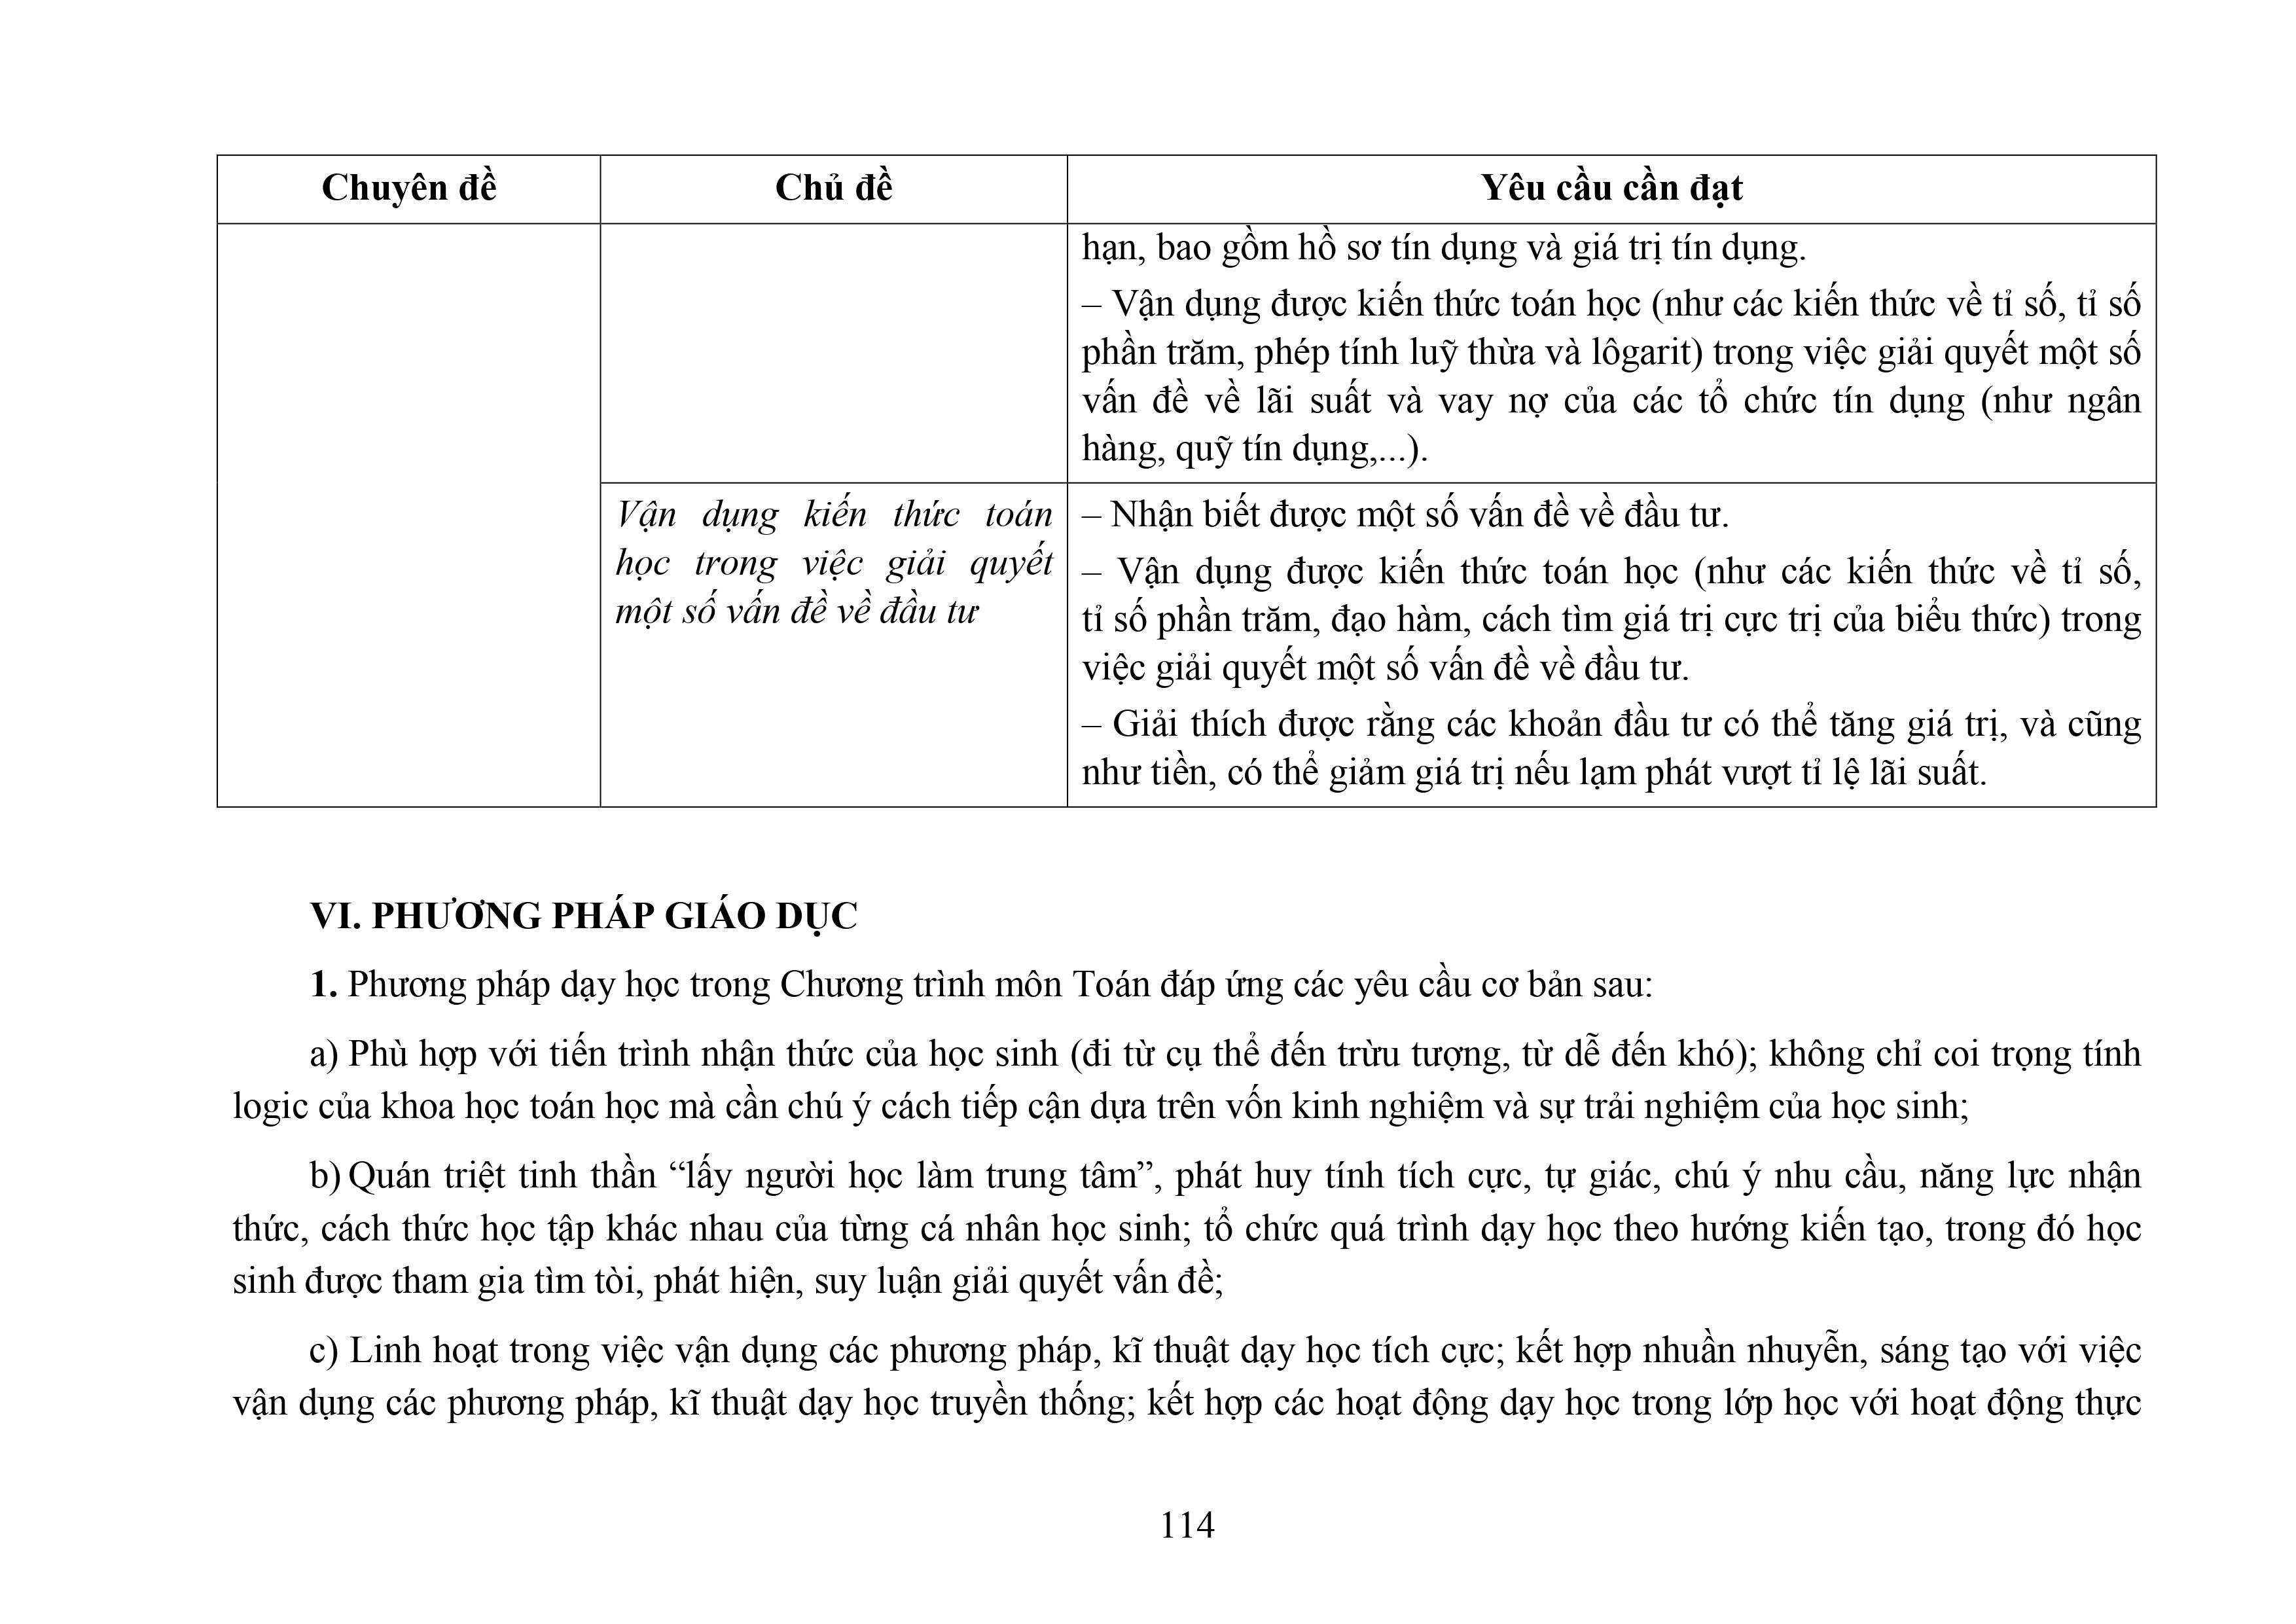 Chuyên đề
Chủ đề
Yêu cầu cần đạt
hạn, bao gồm hồ sơ tín dụng và giá trị tín dụng.
– Vận dụng được kiến thức toán học (như các kiến thức về tỉ số, tỉ số
phần trăm, phép tính luỹ thừa và lôgarit) trong việc giải quyết một số
vấn đề về lãi suất và vay nợ của các tổ chức tín dụng (như ngân
hàng, quỹ tín dụng,...).
Vận dụng kiến thức toán
học trong việc giải quyết
một số vấn đề về đầu tư
– Nhận biết được một số vấn đề về đầu tư.
– Vận dụng được kiến thức toán học (như các kiến thức về tỉ số,
tỉ số phần trăm, đạo hàm, cách tìm giá trị cực trị của biểu thức) trong
việc giải quyết một số vấn đề về đầu tư.
– Giải thích được rằng các khoản đầu tư có thể tăng giá trị, và cũng
như tiền, có thể giảm giá trị nếu lạm phát vượt tỉ lệ lãi suất.
VI. PHƯƠNG PHÁP GIÁO DỤC
1. Phương pháp dạy học trong Chương trình môn Toán đáp ứng các yêu cầu cơ bản sau:
a) Phù hợp với tiến trình nhận thức của học sinh (đi từ cụ thể đến trừu tượng, từ dễ đến khó); không chỉ coi trọng tính
logic của khoa học toán học mà cần chú ý cách tiếp cận dựa trên vốn kinh nghiệm và sự trải nghiệm của học sinh;
b) Quán triệt tinh thần “lấy người học làm trung tâm”, phát huy tính tích cực, tự giác, chú ý nhu cầu, năng lực nhận
thức, cách thức học tập khác nhau của từng cá nhân học sinh; tổ chức quá trình dạy học theo hướng kiến tạo, trong đó học
sinh được tham gia tìm tòi, phát hiện, suy luận giải quyết vấn đề;
c) Linh hoạt trong việc vận dụng các phương pháp, kĩ thuật dạy học tích cực; kết hợp nhuần nhuyễn, sáng tạo với việc
vận dụng các phương pháp, kĩ thuật dạy học truyền thống; kết hợp các hoạt động dạy học trong lớp học với hoạt động thực
114